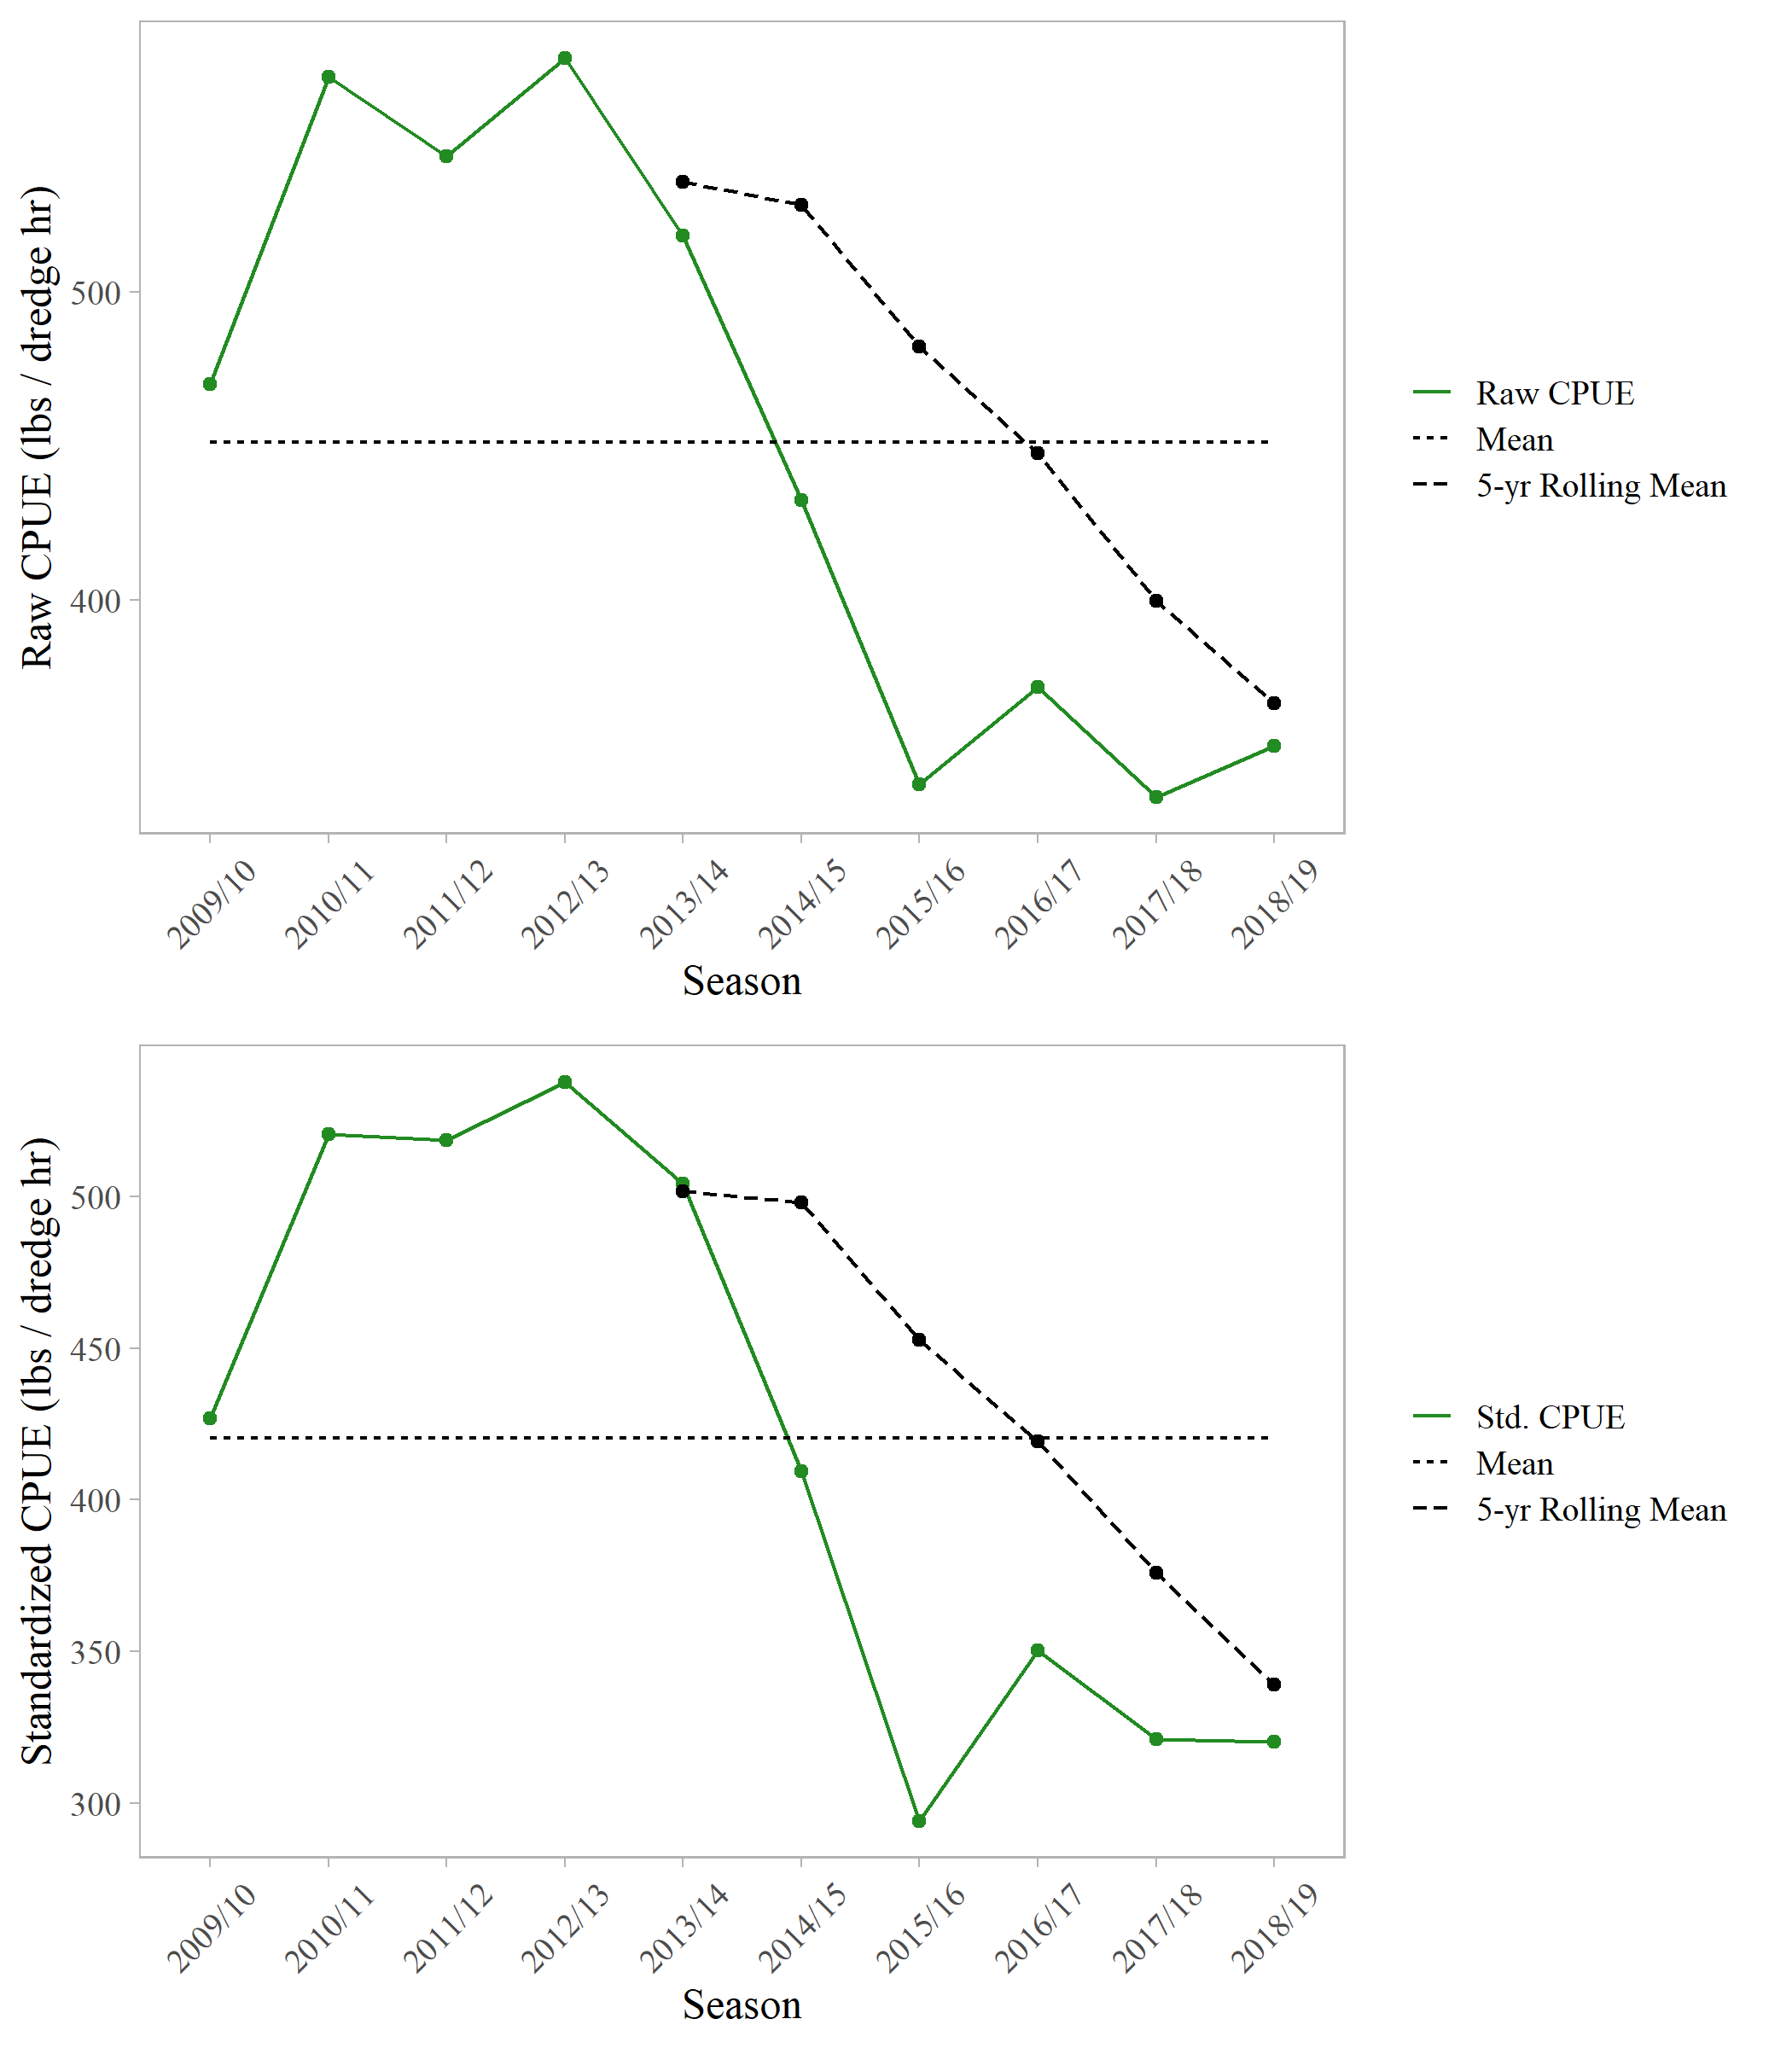 Raw CPUE (lbs / dredge hr)
500
400
2009/10
2010/11
2011/12
2012/13
2013/14
2014/15
2015/16
2016/17
2017/18
2018/19
Season
Raw CPUE
Mean
5-yr Rolling Mean
Standardized CPUE (lbs / dredge hr)
500
450
400
350
300
2009/10
2010/11
2011/12
2012/13
2013/14
2014/15
2015/16
2016/17
2017/18
2018/19
Season
Std. CPUE
Mean
5-yr Rolling Mean